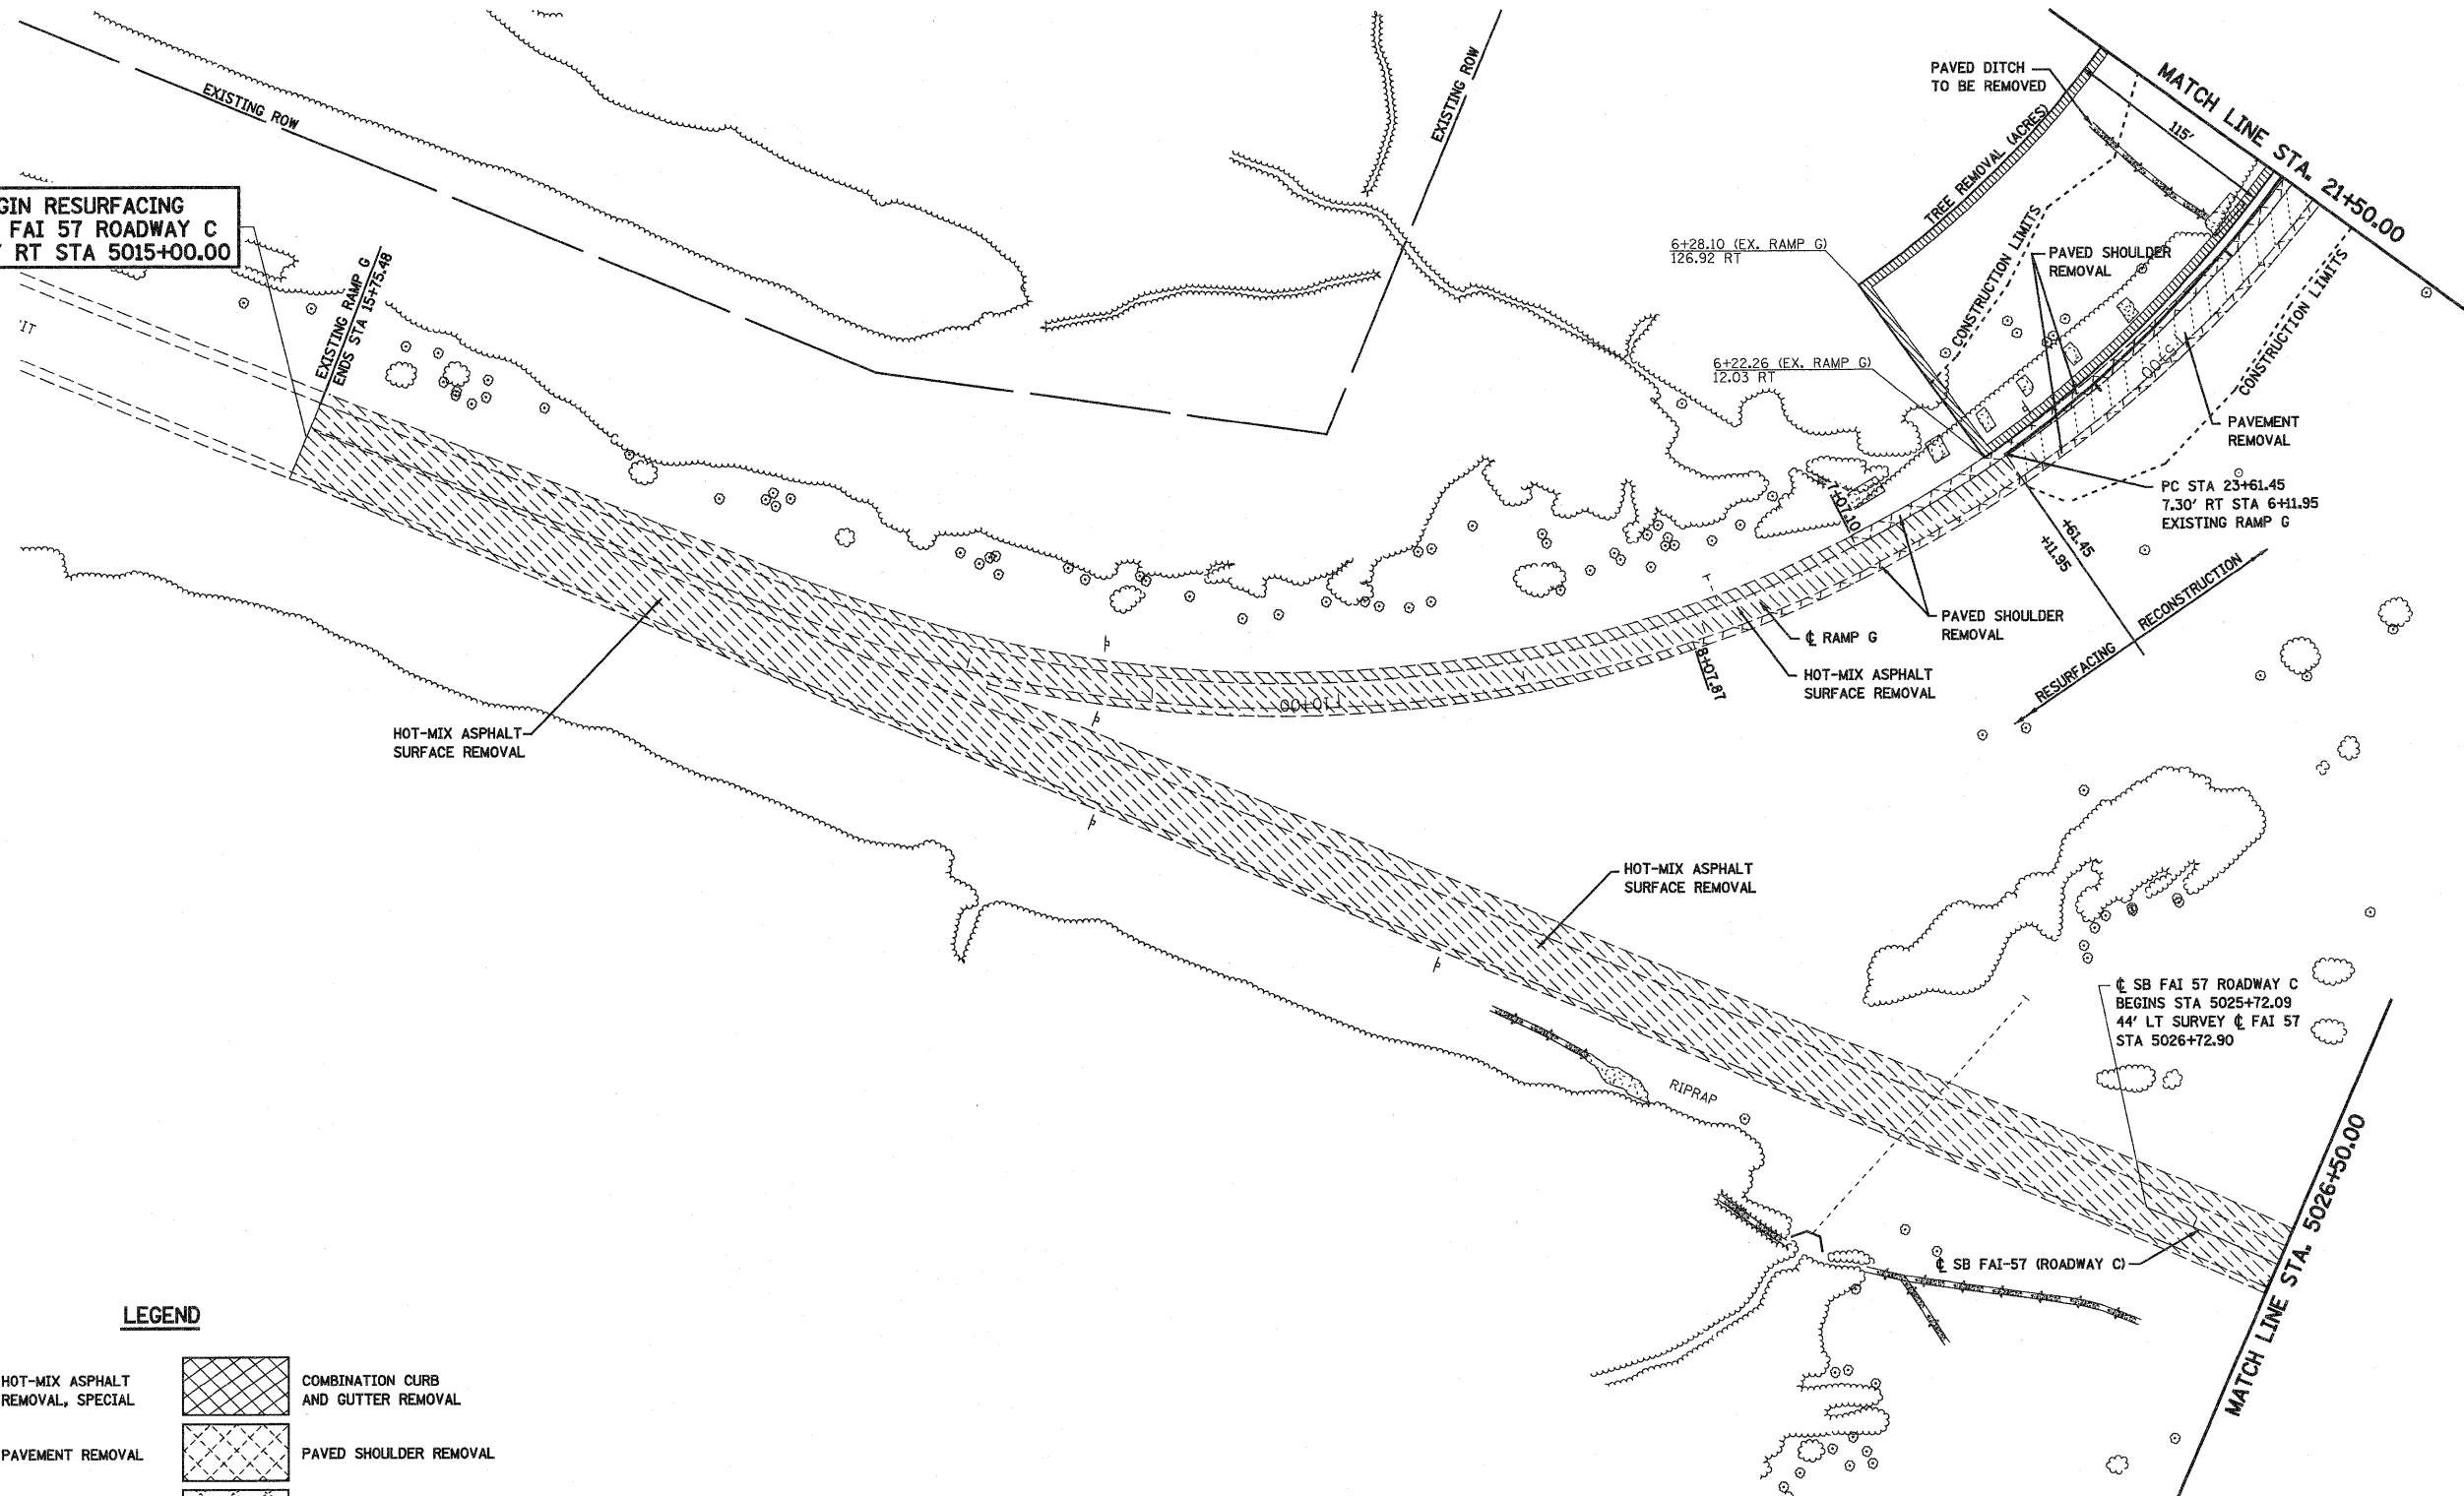 EXISTING ROW
EXISTING ROW
PAVED DITCH
TO BE REMOVED
MATCH LINE STA. 21+50.00
115'
TREE REMOVAL (ACRES)
CONSTRUCTION LIMITS
PAVED SHOULDER
REMOVAL
CONSTRUCTION LIMITS
GIN RESURFACING
FAI 57 ROADWAY C
' RT STA 5015+00.00
EXISTING RAMP G
ENDS STA 15+75.48
6+28.10 (EX. RAMP G)
126.92 RT
6+22.26 (EX. RAMP G)
12.03 RT
PAVEMENT
REMOVAL
PC STA 23+61.45
7.30' RT STA 6+11.95
EXISTING RAMP G
7+07.10
+61.45
+11.95
RECONSTRUCTION
RESURFACING
PAVED SHOULDER
REMOVAL
℄ RAMP G
HOT-MIX ASPHALT
SURFACE REMOVAL
8+07.87
HOT-MIX ASPHALT
SURFACE REMOVAL
HOT-MIX ASPHALT
SURFACE REMOVAL
℄ SB FAI 57 ROADWAY C
BEGINS STA 5025+72.09
44' LT SURVEY ℄ FAI 57
STA 5026+72.90
RIPRAP
℄ SB FAI-57 (ROADWAY C)
MATCH LINE STA. 5026+50.00
LEGEND
HOT-MIX ASPHALT
REMOVAL, SPECIAL
COMBINATION CURB
AND GUTTER REMOVAL
PAVEMENT REMOVAL
PAVED SHOULDER REMOVAL